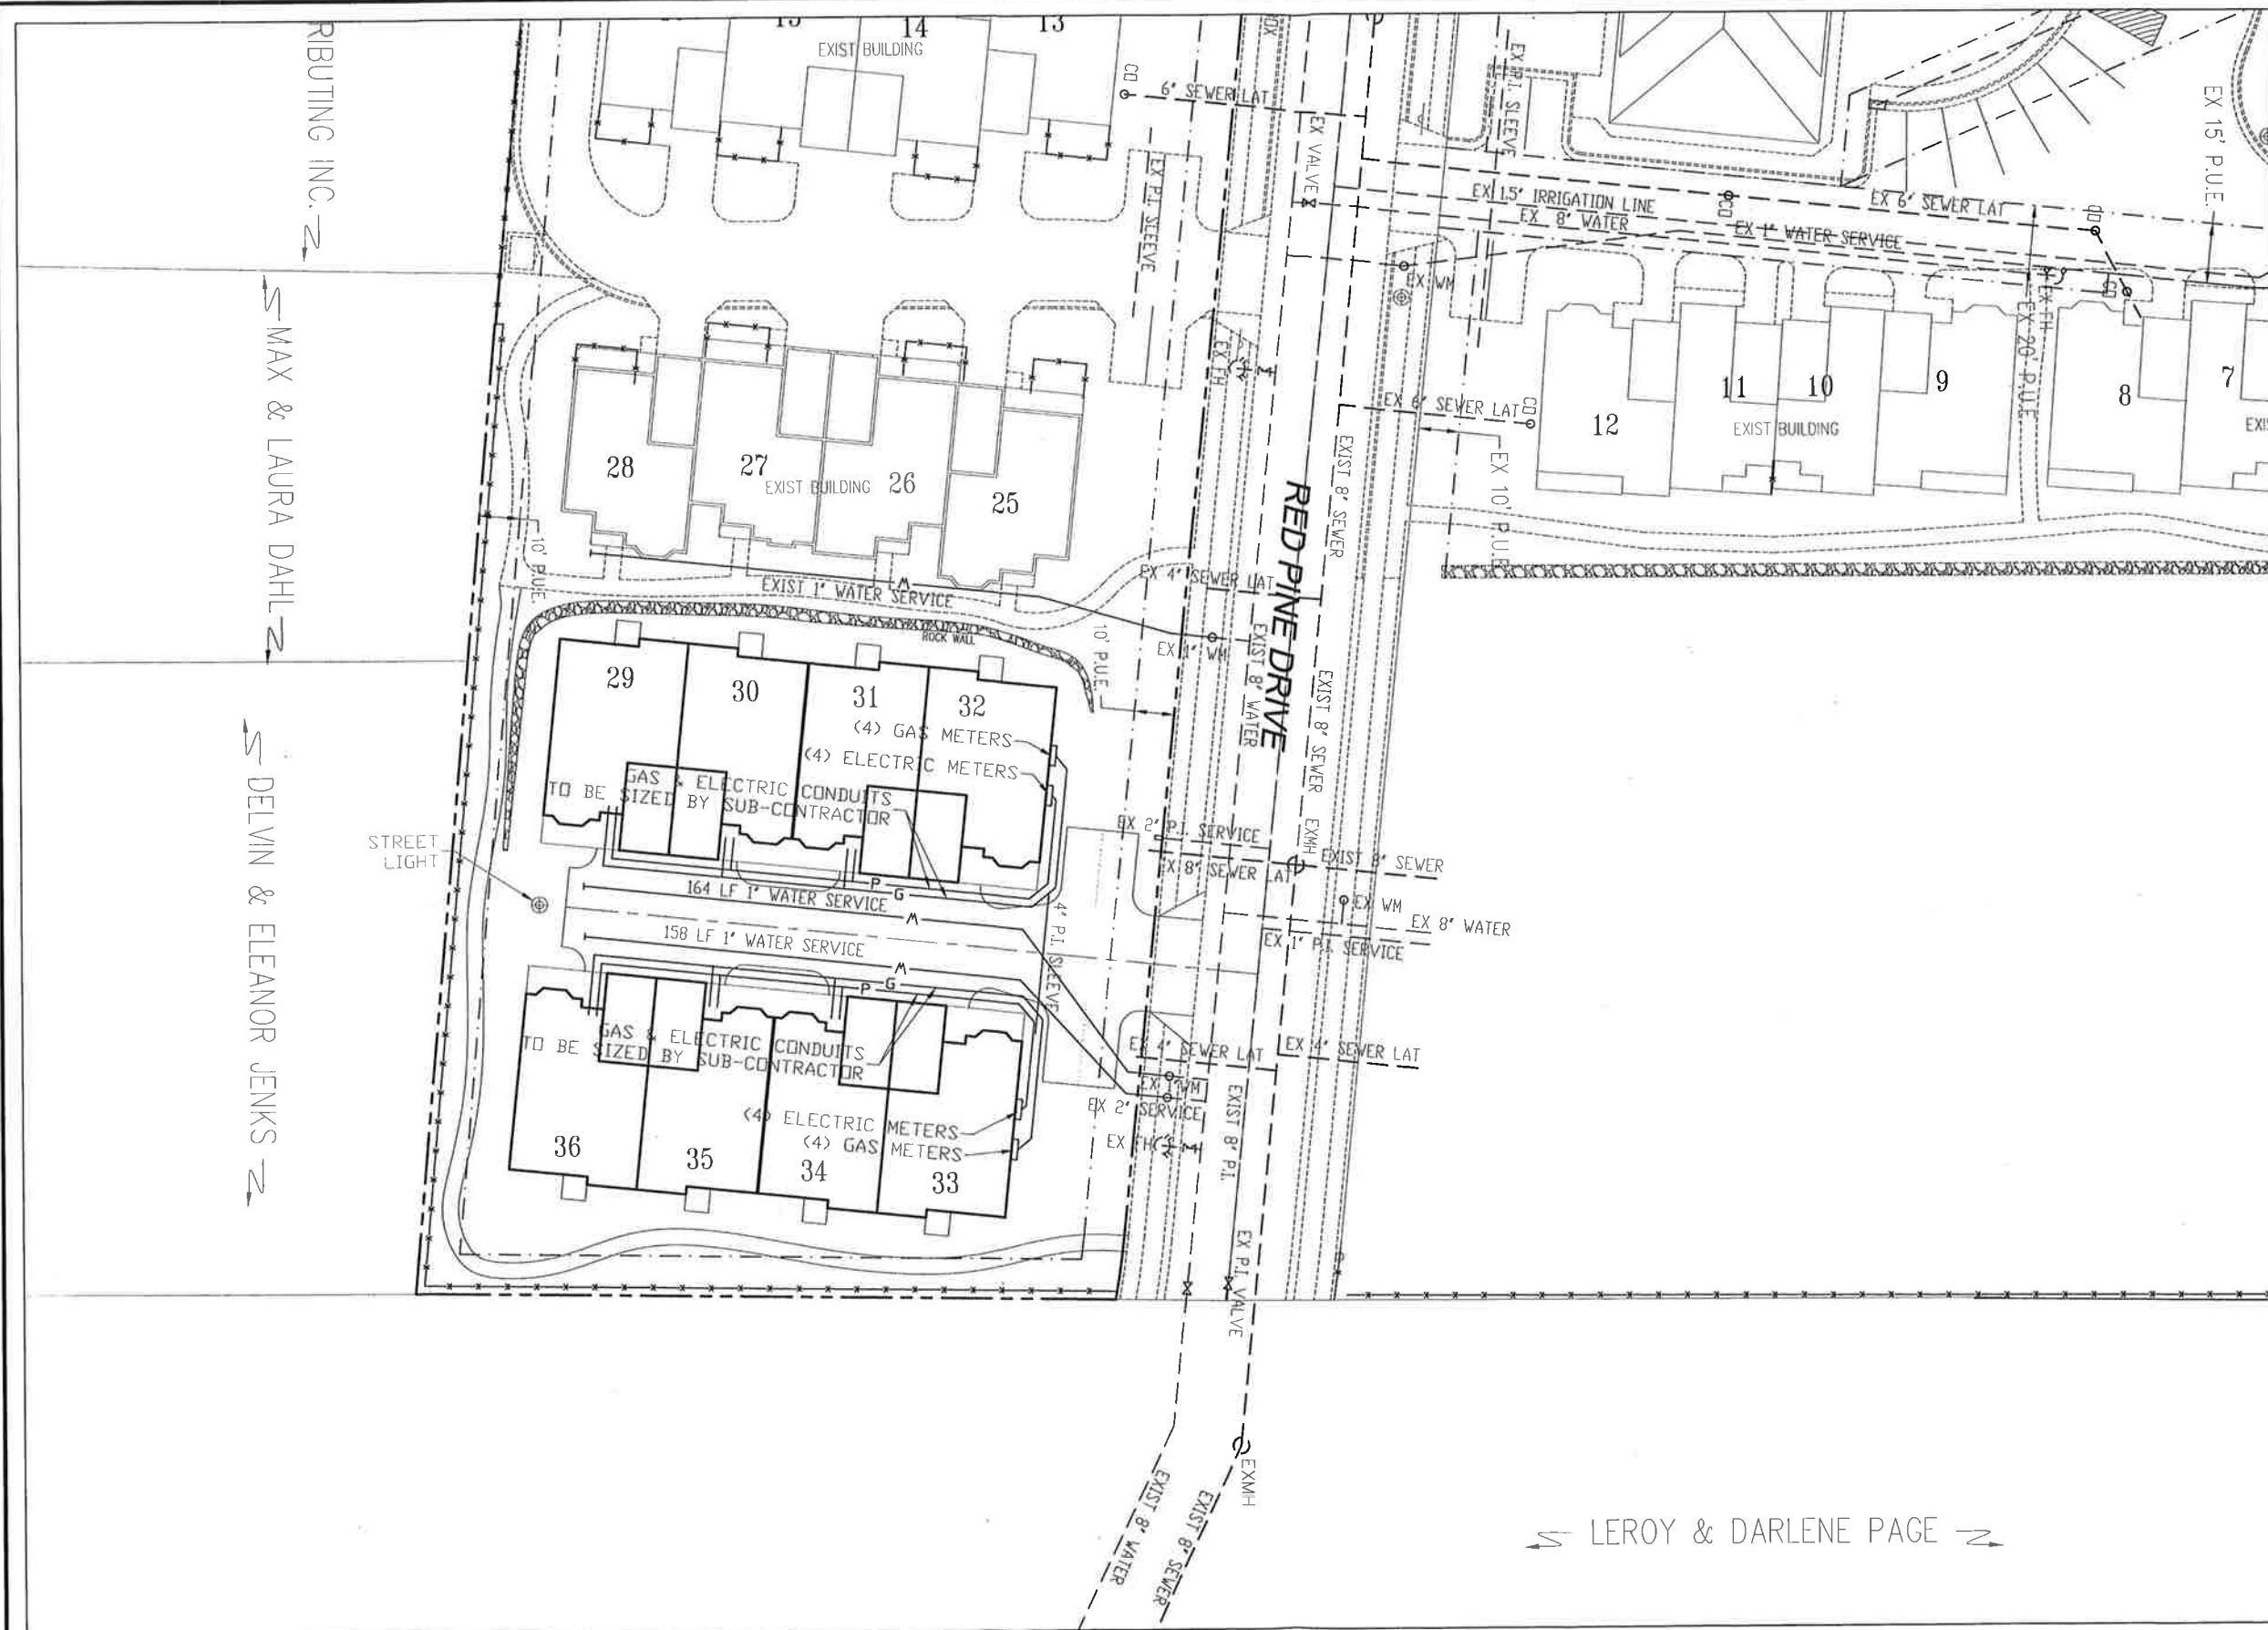 RIBUTING INC.
MAX & LAURA DAHL
DELVIN & ELEANOR JENKS
14
13
EXIST BUILDING
CO
6" SEWER LAT
EX P.I. SLEEVE
EX VALVE
EX P.I. SLEEVE
EX 15' P.U.E.
EX 1.5" IRRIGATION LINE
EX 8" WATER
EX 6" SEWER LAT
EX 1" WATER SERVICE
CO
CO
CO
EX WM
EX FH
EX FH
EX 20' P.U.E
EX 6" SEWER LAT
CO
EX 10' P.U.E
12
11
10
9
8
7
EXIST BUILDING
28
27
26
25
EXIST BUILDING
10' P.U.E
EXIST 1" WATER SERVICE
M
ROCK WALL
EX 4" SEWER LAT
EX 1" WM
10' P.U.E.
EXIST 8" SEWER
RED PINE DRIVE
EXIST 8" WATER
EXIST 8" SEWER
EXMH
29
30
31
32
(4) GAS METERS
(4) ELECTRIC METERS
GAS & ELECTRIC CONDUITS
TO BE SIZED BY SUB-CONTRACTOR
STREET
LIGHT
P
G
164 LF 1" WATER SERVICE
M
158 LF 1" WATER SERVICE
M
P
G
4" P.I. SLEEVE
EX 2" P.I. SERVICE
EX 8" SEWER LAT
EXIST 8" SEWER
EX WM
EX 8" WATER
EX 1" P.I. SERVICE
GAS & ELECTRIC CONDUITS
TO BE SIZED BY SUB-CONTRACTOR
(4) ELECTRIC METERS
(4) GAS METERS
36
35
34
33
EX 4" SEWER LAT
EX 4" SEWER LAT
EX 1" WM
EX 2" SERVICE
EX FH
EXIST 8" P.I.
EX P.I. VALVE
EXMH
EXIST 8" WATER
EXIST 8" SEWER
LEROY & DARLENE PAGE